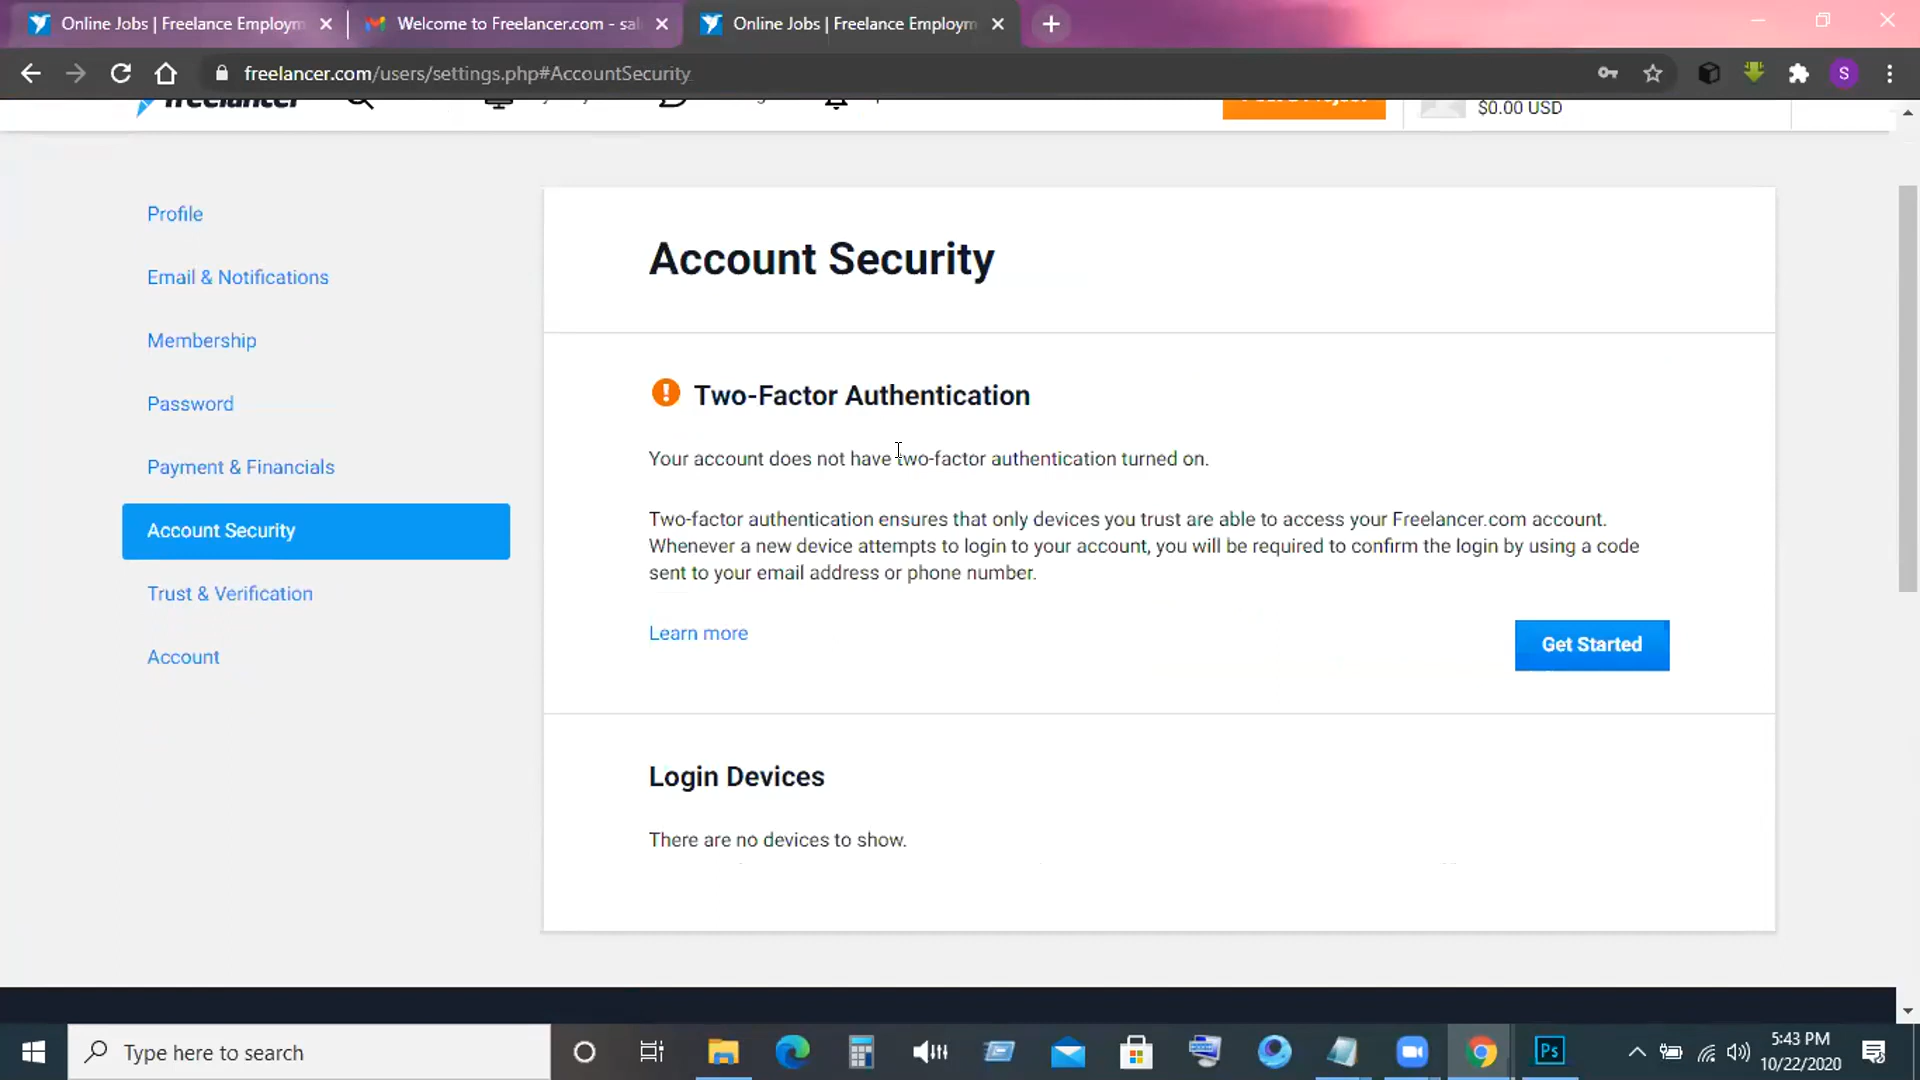 Online Jobs | Freelance Employm
Welcome to Freelancer.com - sal
Online Jobs | Freelance Employm
freelancer.com/users/settings.php#AccountSecurity
S
freelancer
$0.00 USD
Profile
Email & Notifications
Membership
Password
Payment & Financials
Account Security
Trust & Verification
Account
Account Security
Two-Factor Authentication
Your account does not have two-factor authentication turned on.
Two-factor authentication ensures that only devices you trust are able to access your Freelancer.com account.
Whenever a new device attempts to login to your account, you will be required to confirm the login by using a code
sent to your email address or phone number.
Learn more
Get Started
Login Devices
There are no devices to show.
Type here to search
Ps
5:43 PM
10/22/2020